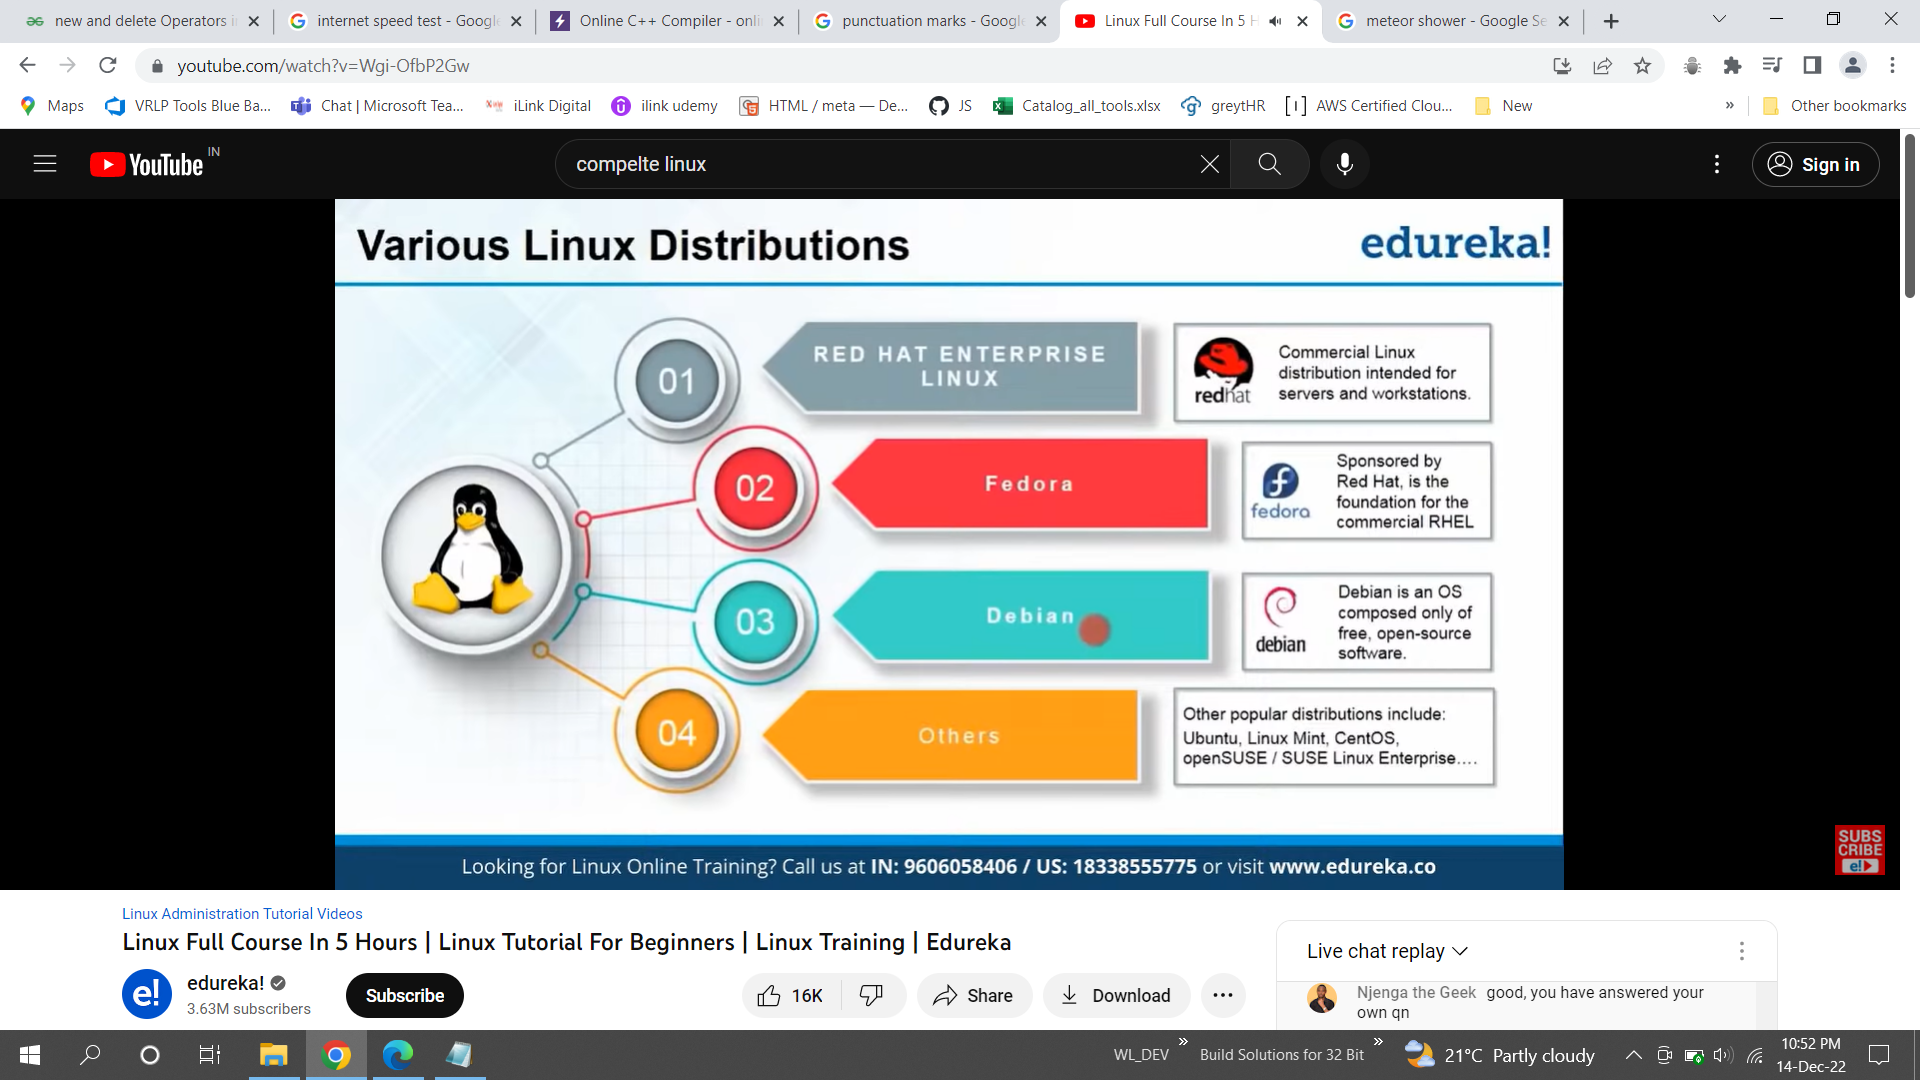 new and delete Operators i
internet speed test - Google
Online C++ Compiler - onli
punctuation marks - Google
Linux Full Course In 5 H
meteor shower - Google Se
youtube.com/watch?v=Wgi-OfbP2Gw
Maps
VRLP Tools Blue Ba...
Chat | Microsoft Tea...
iLink Digital
ilink udemy
HTML / meta — De...
JS
Catalog_all_tools.xlsx
greytHR
AWS Certified Clou...
New
»
Other bookmarks
YouTube IN
compelte linux
Sign in
Various Linux Distributions
edureka!
01
RED HAT ENTERPRISE
LINUX
redhat
Commercial Linux
distribution intended for
servers and workstations.
02
Fedora
fedora
Sponsored by
Red Hat, is the
foundation for the
commercial RHEL
03
Debian
debian
Debian is an OS
composed only of
free, open-source
software.
04
Others
Other popular distributions include:
Ubuntu, Linux Mint, CentOS,
openSUSE / SUSE Linux Enterprise....
SUBS
CRIBE
e!
Looking for Linux Online Training? Call us at IN: 9606058406 / US: 18338555775 or visit www.edureka.co
Linux Administration Tutorial Videos
Linux Full Course In 5 Hours | Linux Tutorial For Beginners | Linux Training | Edureka
e!
edureka!
3.63M subscribers
Subscribe
16K
Share
Download
Live chat replay
Njenga the Geek good, you have answered your
own qn
WL_DEV »
Build Solutions for 32 Bit »
21°C Partly cloudy
10:52 PM
14-Dec-22